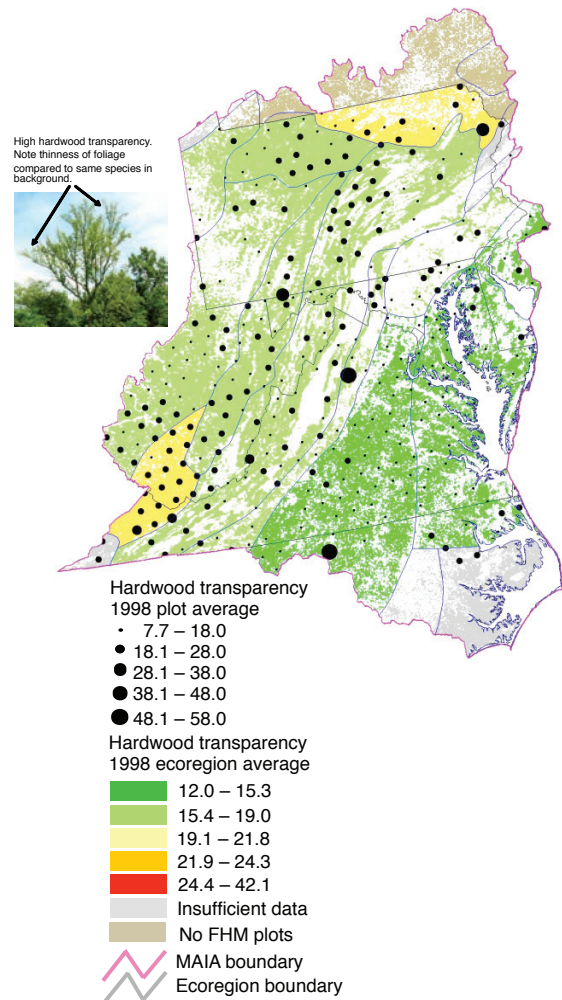 High hardwood transparency.
Note thinness of foliage
compared to same species in
background.
Hardwood transparency
1998 plot average
7.7 – 18.0
18.1 – 28.0
28.1 – 38.0
38.1 – 48.0
48.1 – 58.0
Hardwood transparency
1998 ecoregion average
12.0 – 15.3
15.4 – 19.0
19.1 – 21.8
21.9 – 24.3
24.4 – 42.1
Insufficient data
No FHM plots
MAIA boundary
Ecoregion boundary